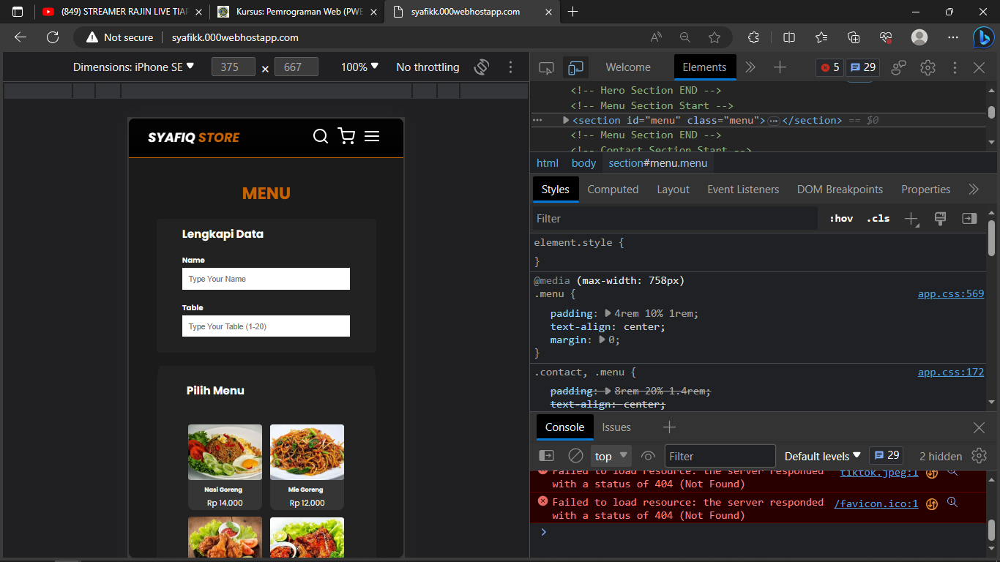 (849) STREAMER RAJIN LIVE TIAP
Kursus: Pemrograman Web (PWE
syafikk.000webhostapp.com
Not secure
syafikk.000webhostapp.com
Dimensions: iPhone SE
375
x
667
100%
No throttling
SYAFIQ STORE
MENU
Lengkapi Data
Name
Type Your Name
Table
Type Your Table (1-20)
Pilih Menu
Nasi Goreng
Mie Goreng
Rp 14.000
Rp 12.000
Welcome
Elements
5
29
<!-- Hero Section END -->
<!-- Menu Section Start -->
<section id="menu" class="menu">…</section> == $0
<!-- Menu Section END -->
<!-- Contact Section Start -->
html
body
section#menu.menu
Styles
Computed
Layout
Event Listeners
DOM Breakpoints
Properties
Filter
:hov
.cls
element.style {
}
@media (max-width: 758px)
.menu {
app.css:569
padding: 4rem 10% 1rem;
text-align: center;
margin: 0;
}
.contact, .menu {
app.css:172
padding: 8rem 20% 1.4rem;
text-align: center;
Console
Issues
top
Filter
Default levels
29
2 hidden
Failed to load resource: the server responded
tiktok.jpeg:1
with a status of 404 (Not Found)
Failed to load resource: the server responded
/favicon.ico:1
with a status of 404 (Not Found)